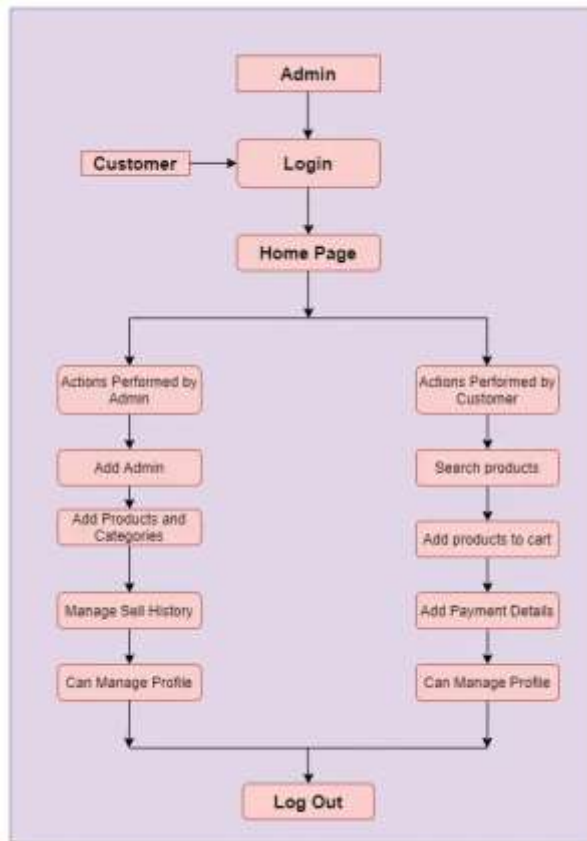 Admin
Customer
Login
Home Page
Actions Performed by
Admin
Actions Performed by
Customer
Add Admin
Search products
Add Products and
Categories
Add products to cart
Manage Sell History
Add Payment Details
Can Manage Profile
Can Manage Profile
Log Out